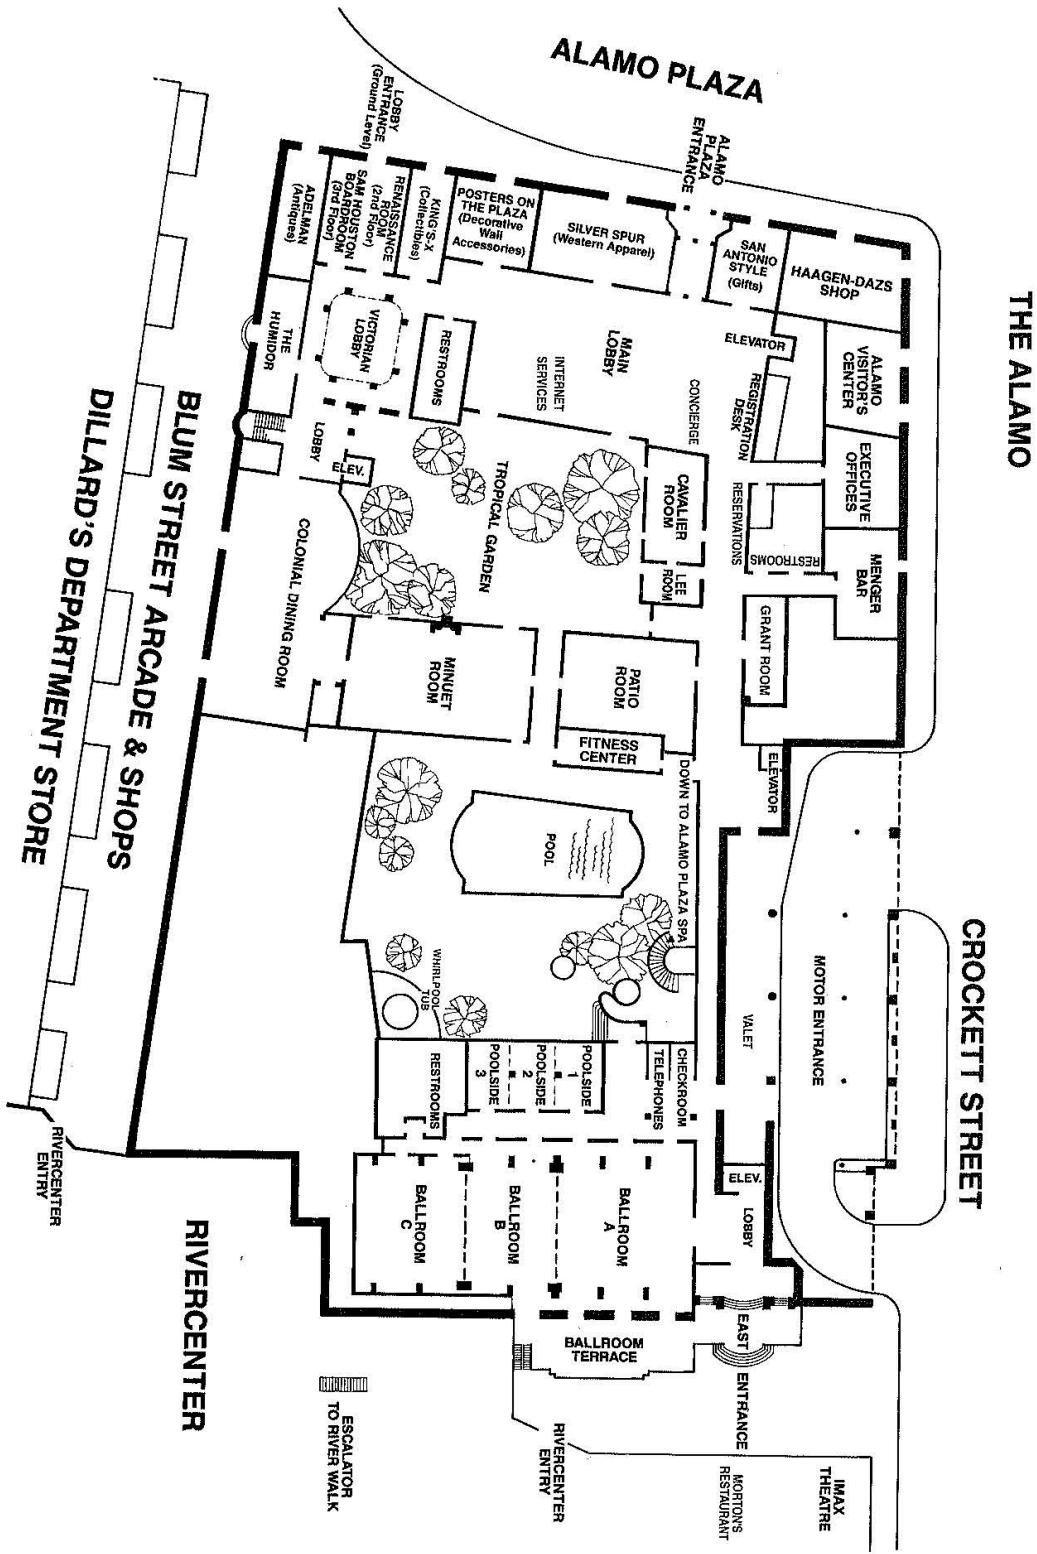 ALAMO PLAZA
THE ALAMO
CROCKETT STREET
RIVERCENTER
BLUM STREET ARCADE & SHOPS
DILLARD'S DEPARTMENT STORE
LOBBY
ENTRANCE
(Ground Level)
ALAMO
PLAZA
ENTRANCE
ADELMAN
(Antiques)
RENAISSANCE
ROOM
(2nd Floor)
SAM HOUSTON
BOARDROOM
(3rd Floor)
KING'S-X
(Collectibles)
POSTERS ON
THE PLAZA
(Decorative
Wall
Accessories)
SILVER SPUR
(Western Apparel)
SAN
ANTONIO
STYLE
(Gifts)
HAAGEN-DAZS
SHOP
THE
HUMIDOR
VICTORIAN
LOBBY
RESTROOMS
MAIN
LOBBY
INTERNET
SERVICES
CONCIERGE
ELEVATOR
REGISTRATION
DESK
ALAMO
VISITOR'S
CENTER
EXECUTIVE
OFFICES
RESERVATIONS
RESTROOMS
MENGER
BAR
LOBBY
ELEV.
TROPICAL GARDEN
CAVALIER
ROOM
LEE
ROOM
GRANT ROOM
COLONIAL DINING ROOM
MINUET
ROOM
PATIO
ROOM
FITNESS
CENTER
ELEVATOR
DOWN TO ALAMO PLAZA SPA
POOL
WHIRLPOOL
TUB
MOTOR ENTRANCE
VALET
RESTROOMS
POOLSIDE
3
POOLSIDE
2
POOLSIDE
1
TELEPHONES
CHECKROOM
BALLROOM
C
BALLROOM
B
BALLROOM
A
ELEV.
LOBBY
BALLROOM
TERRACE
EAST ENTRANCE
RIVERCENTER
ENTRY
ESCALATOR
TO RIVER WALK
RIVERCENTER
ENTRY
MORTON'S
RESTAURANT
IMAX
THEATRE